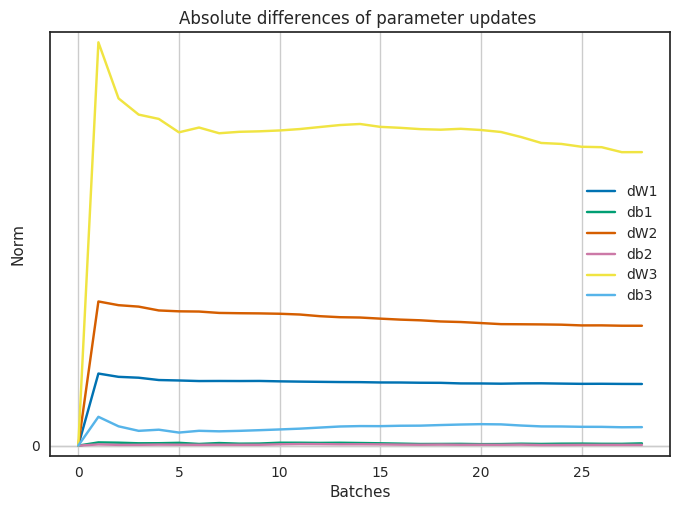 Absolute differences of parameter updates
Norm
0
dW1
db1
dW2
db2
dW3
db3
0 5 10 15 20 25
Batches